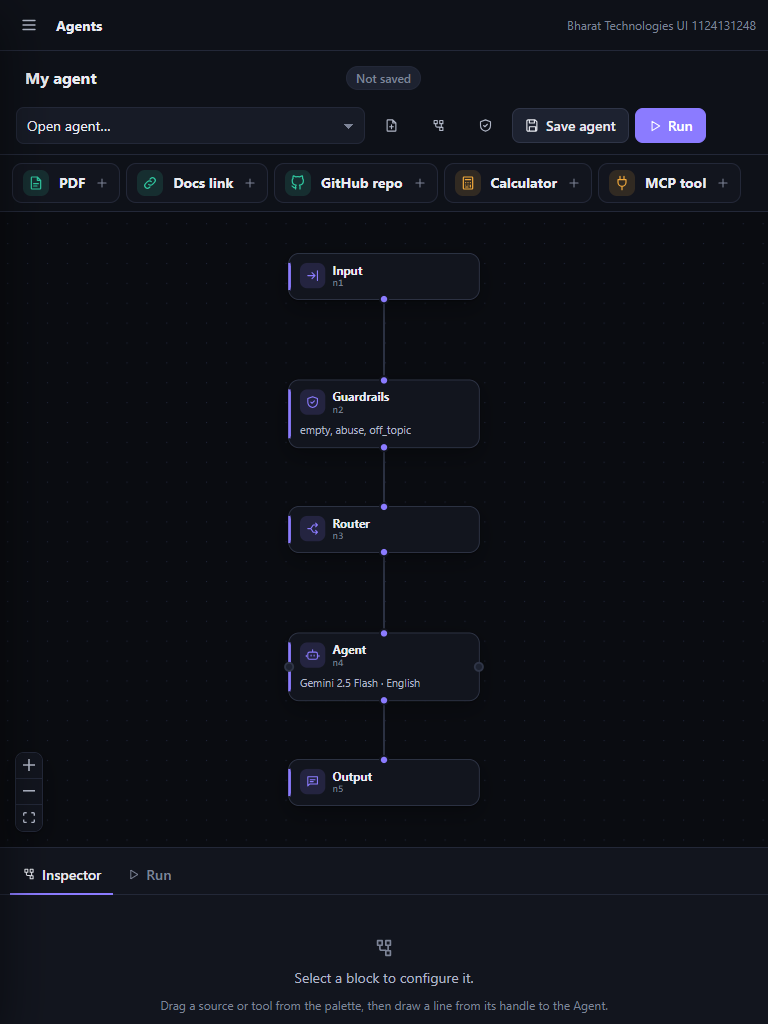 Agents
Bharat Technologies UI 1124131248
My agent
Not saved
Open agent...
Save agent
Run
PDF
Docs link
GitHub repo
Calculator
MCP tool
Input
n1
Guardrails
n2
empty, abuse, off_topic
Router
n3
Agent
n4
Gemini 2.5 Flash · English
Output
n5
Inspector
Run
Select a block to configure it.
Drag a source or tool from the palette, then draw a line from its handle to the Agent.